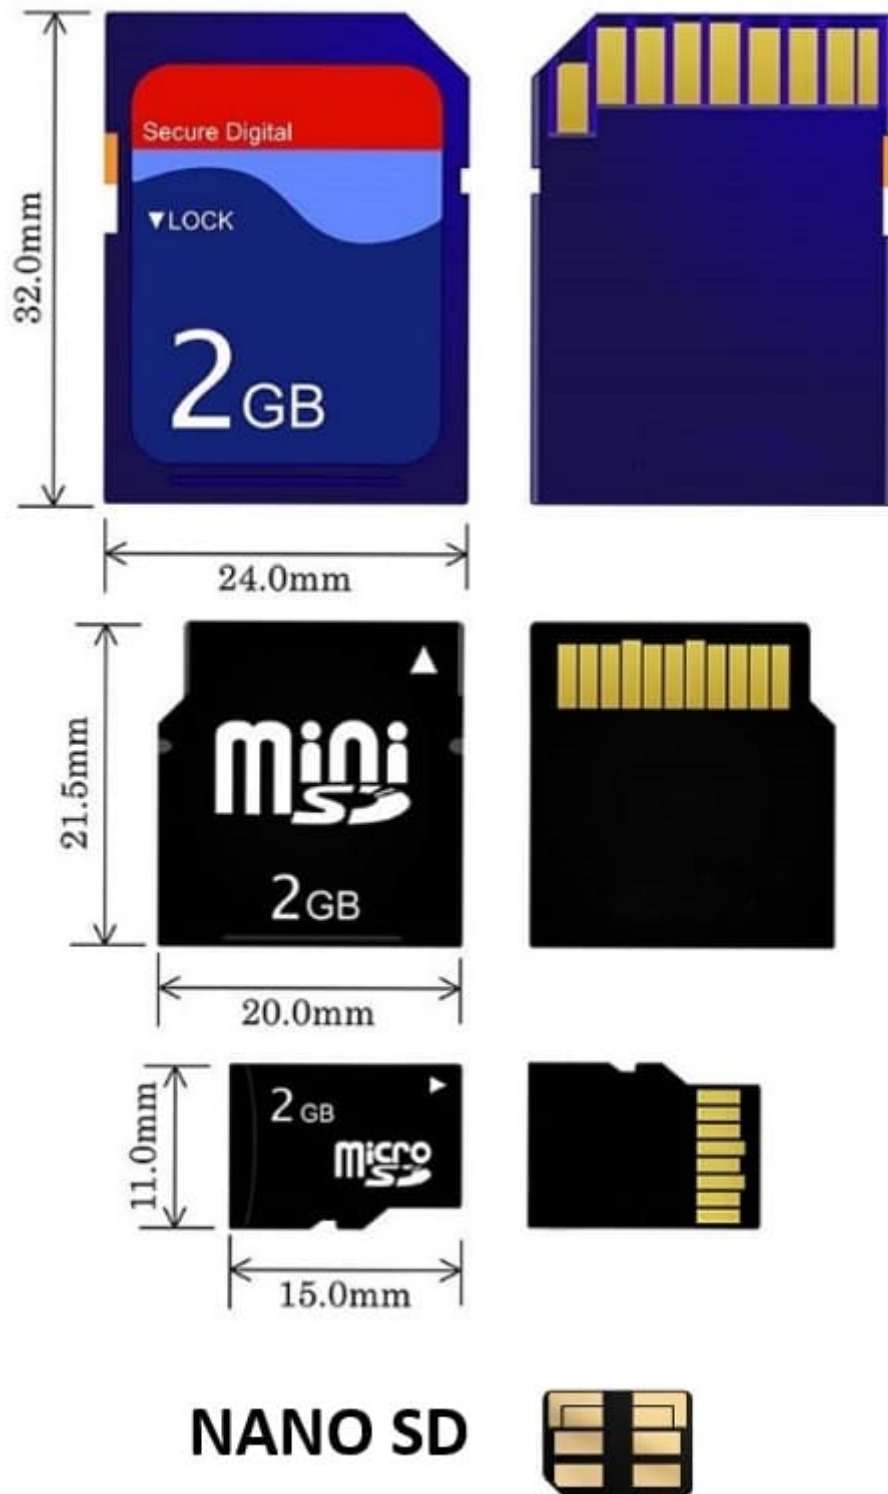 Secure Digital
▼LOCK
2GB
32.0mm
24.0mm
mini
SD
2GB
21.5mm
20.0mm
2GB
micro
SD
11.0mm
15.0mm
NANO SD